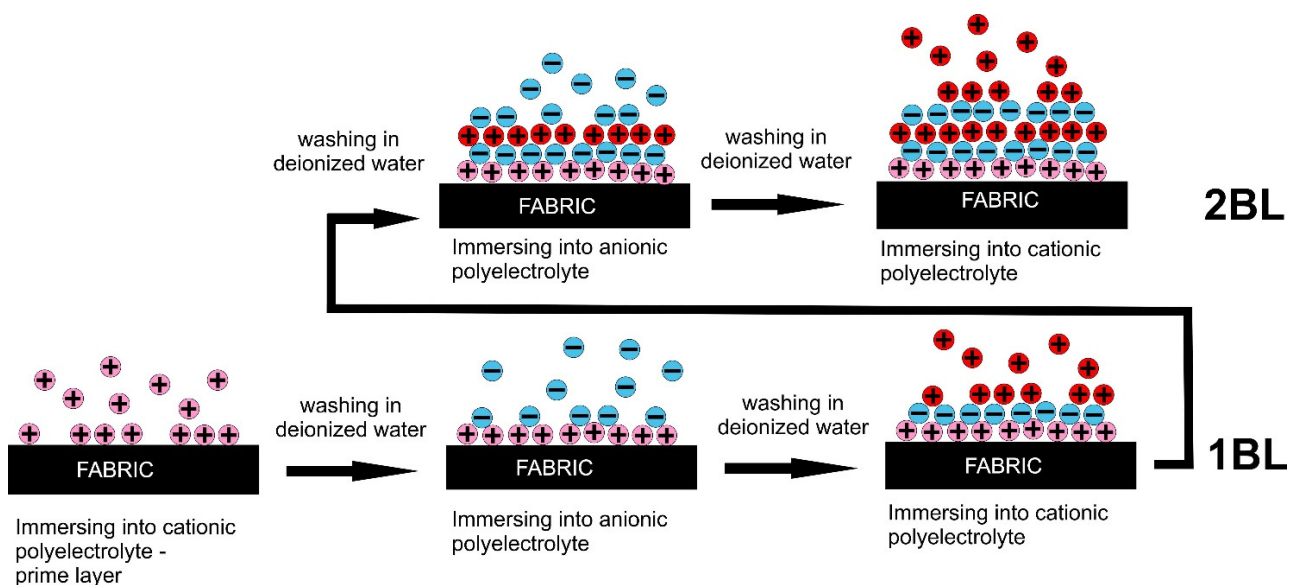 washing in
deionized water
FABRIC
Immersing into anionic
polyelectrolyte
washing in
deionized water
FABRIC
Immersing into cationic
polyelectrolyte
2BL
FABRIC
Immersing into cationic
polyelectrolyte -
prime layer
washing in
deionized water
FABRIC
Immersing into anionic
polyelectrolyte
washing in
deionized water
FABRIC
Immersing into cationic
polyelectrolyte
1BL